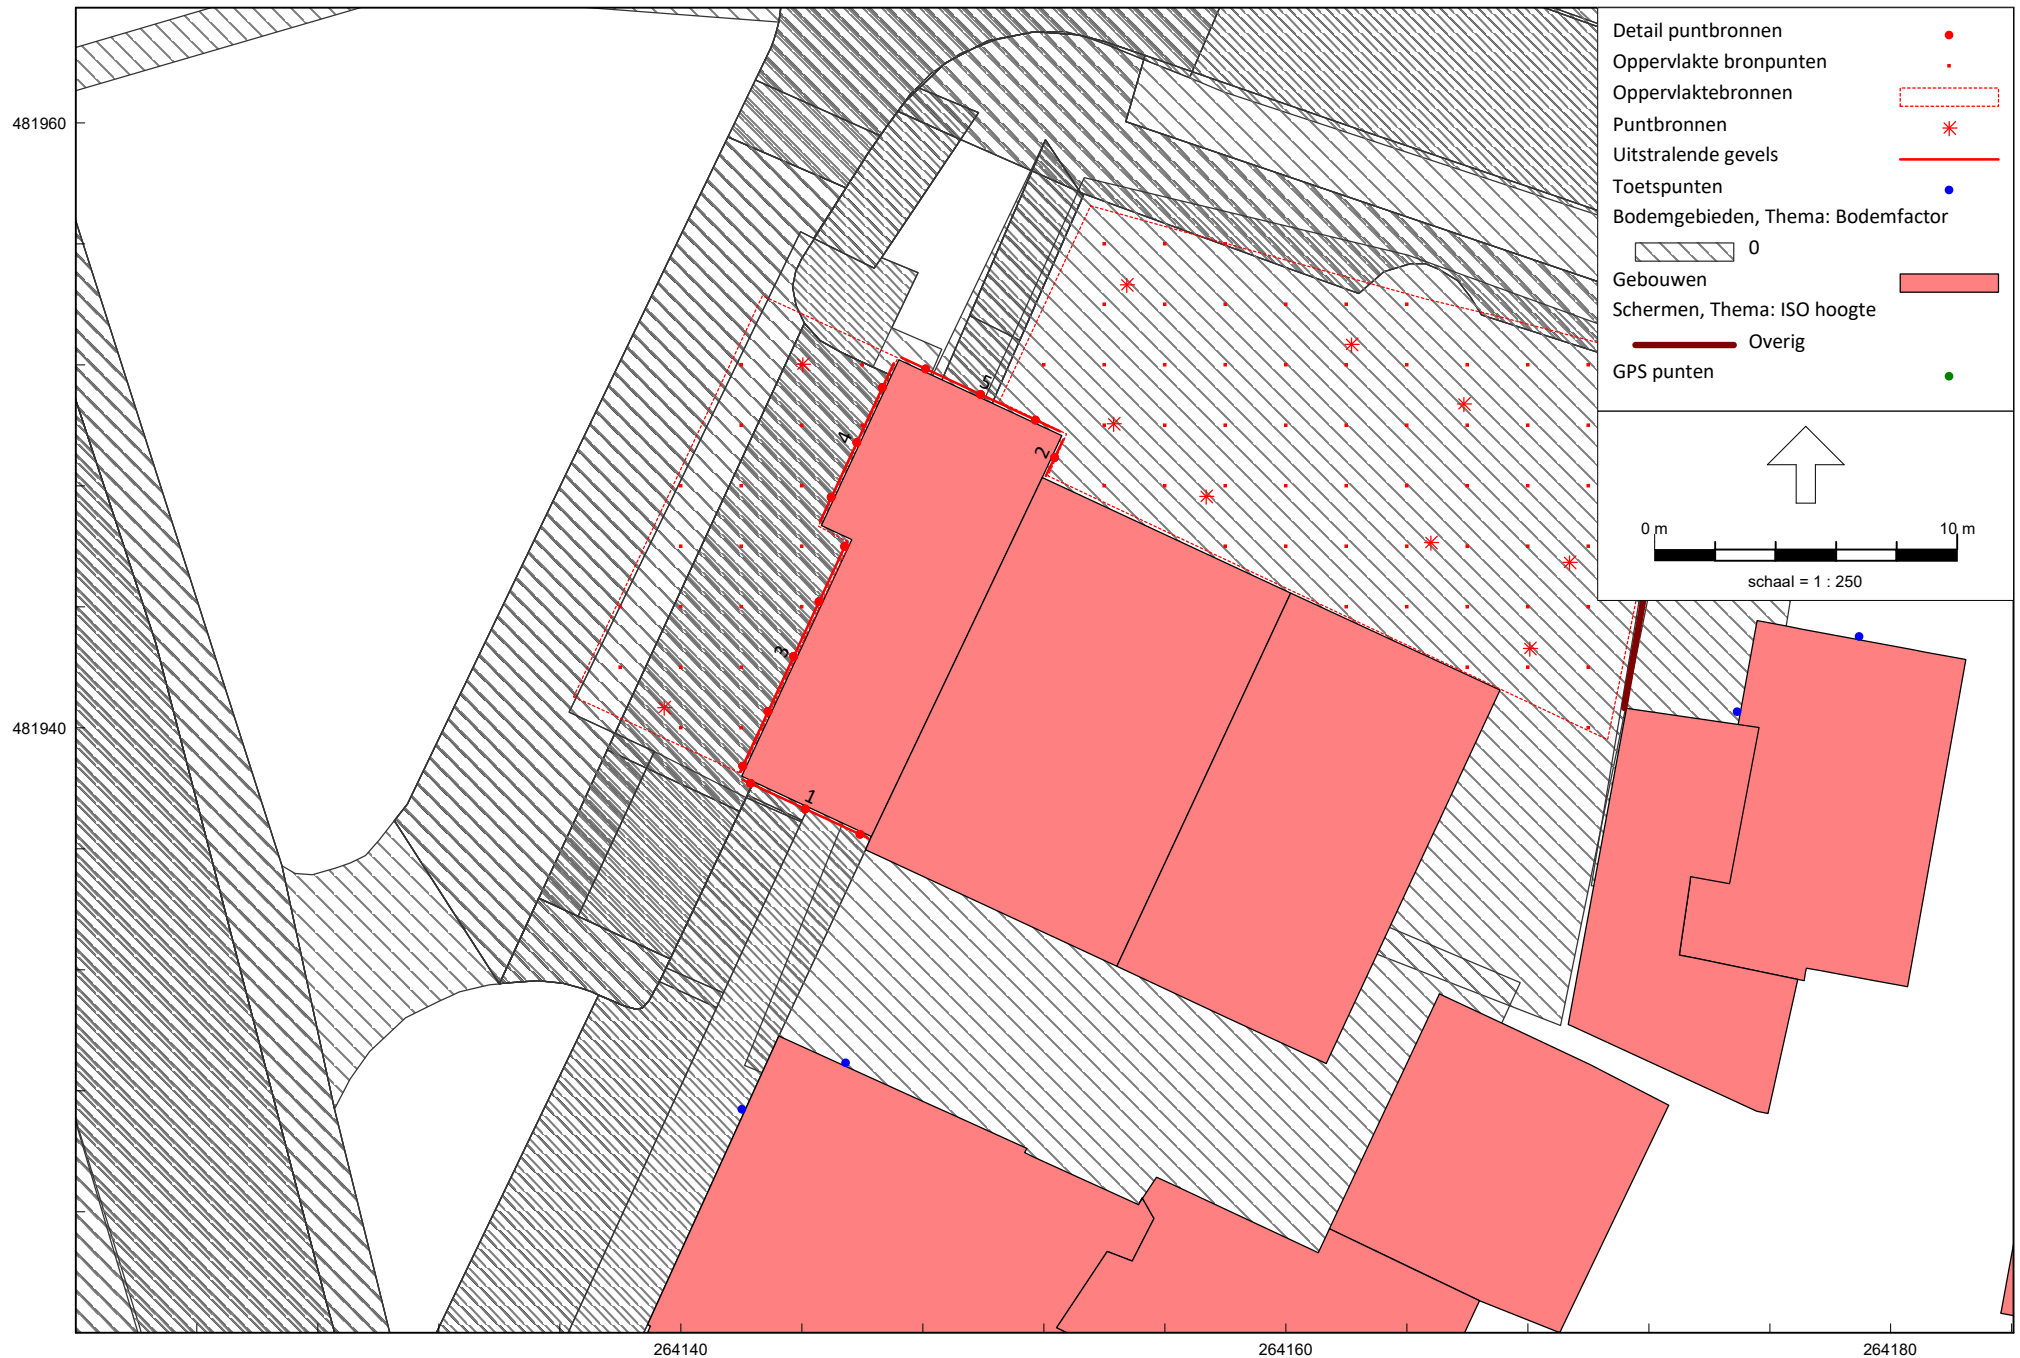 Detail puntbronnen
Oppervlakte bronpunten
Oppervlaktebronnen
Puntbronnen
Uitstralende gevels
Toetspunten
Bodemgebieden, Thema: Bodemfactor
0
Gebouwen
Schermen, Thema: ISO hoogte
Overig
GPS punten
0 m 10 m
schaal = 1 : 250
481960
5
4
2
3
481940
1
264140 264160 264180